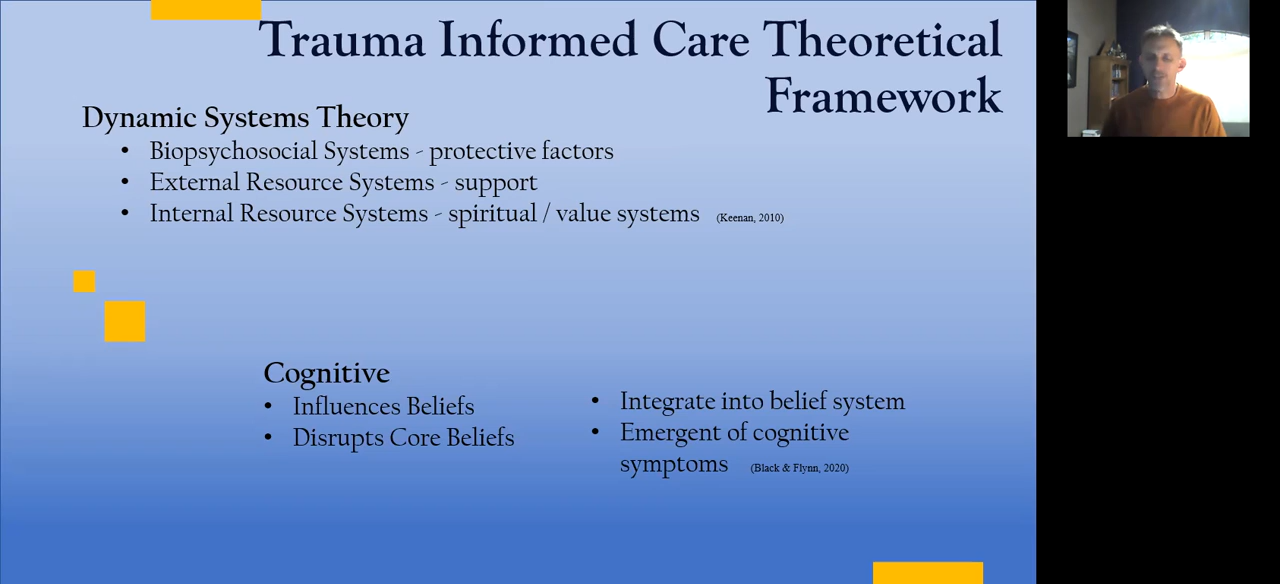 Trauma Informed Care Theoretical
Framework
Dynamic Systems Theory
• Biopsychosocial Systems - protective factors
• External Resource Systems - support
• Internal Resource Systems - spiritual / value systems (Keenan, 2010)
Cognitive
• Influences Beliefs
• Disrupts Core Beliefs
• Integrate into belief system
• Emergent of cognitive
symptoms (Black & Flynn, 2020)